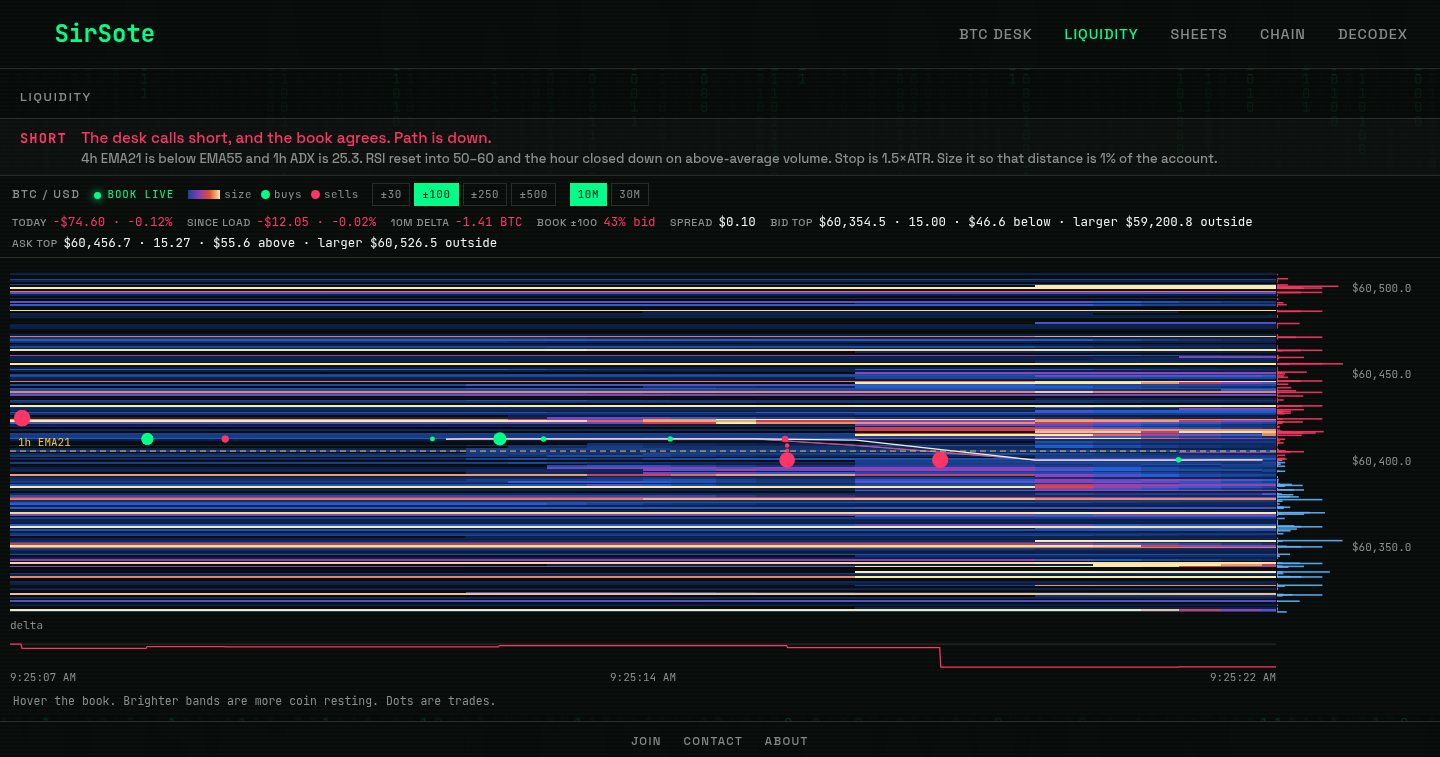 SirSote
BTC DESK LIQUIDITY SHEETS CHAIN DECODEX
LIQUIDITY
SHORT The desk calls short, and the book agrees. Path is down.
4h EMA21 is below EMA55 and 1h ADX is 25.3. RSI reset into 50–60 and the hour closed down on above-average volume. Stop is 1.5×ATR. Size it so that distance is 1% of the account.
BTC / USD BOOK LIVE size buys sells ±30 ±100 ±250 ±500 10M 30M
TODAY -$74.60 · -0.12% SINCE LOAD -$12.05 · -0.02% 10M DELTA -1.41 BTC BOOK ±100 43% bid SPREAD $0.10 BID TOP $60,354.5 · 15.00 · $46.6 below · larger $59,200.8 outside
ASK TOP $60,456.7 · 15.27 · $55.6 above · larger $60,526.5 outside
$60,500.0
$60,450.0
1h EMA21
$60,400.0
$60,350.0
delta
9:25:07 AM 9:25:14 AM 9:25:22 AM
Hover the book. Brighter bands are more coin resting. Dots are trades.
JOIN CONTACT ABOUT